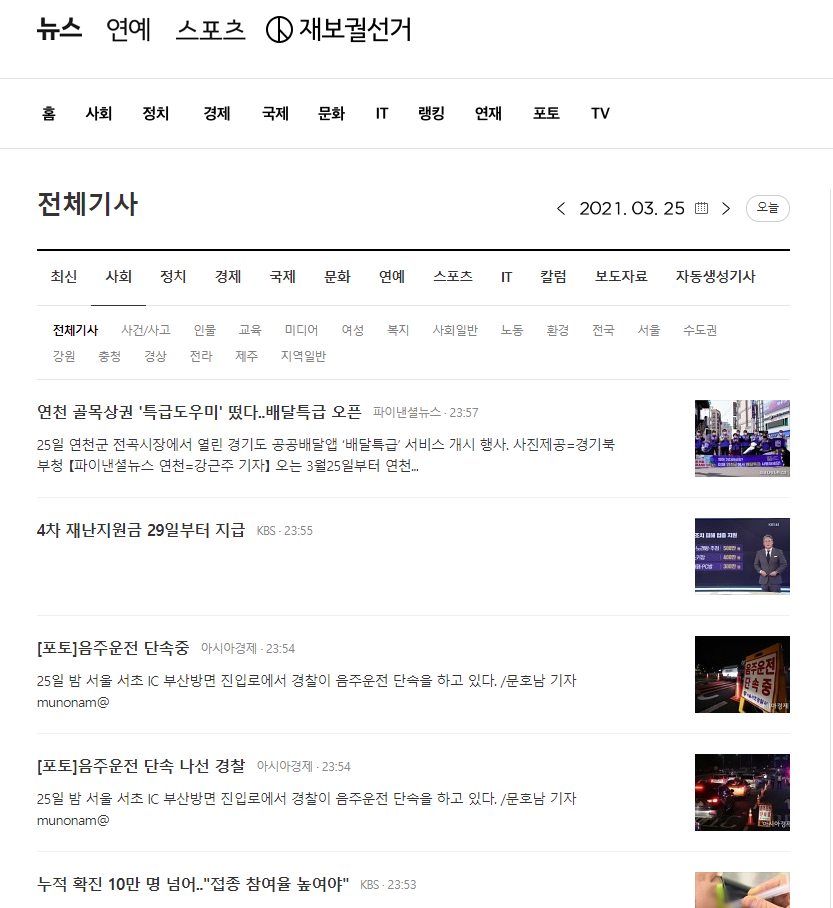 뉴스 연예 스포츠 재보궐선거
홈 사회 정치 경제 국제 문화 IT 랭킹 연재 포토 TV
전체기사
< 2021. 03. 25 > 오늘
최신 사회 정치 경제 국제 문화 연예 스포츠 IT 칼럼 보도자료 자동생성기사
전체기사 사건/사고 인물 교육 미디어 여성 복지 사회일반 노동 환경 전국 서울 수도권
강원 충청 경상 전라 제주 지역일반
연천 골목상권 '특급도우미' 떴다..배달특급 오픈 파이낸셜뉴스 · 23:57
25일 연천군 전곡시장에서 열린 경기도 공공배달앱 ‘배달특급’ 서비스 개시 행사. 사진제공=경기북
부청 【파이낸셜뉴스 연천=강근주 기자】 오는 3월25일부터 연천...
4차 재난지원금 29일부터 지급 KBS · 23:55
[포토]음주운전 단속중 아시아경제 · 23:54
25일 밤 서울 서초 IC 부산방면 진입로에서 경찰이 음주운전 단속을 하고 있다. /문호남 기자
munonam@
음주운전
단속중
[포토]음주운전 단속 나선 경찰 아시아경제 · 23:54
25일 밤 서울 서초 IC 부산방면 진입로에서 경찰이 음주운전 단속을 하고 있다. /문호남 기자
munonam@
누적 확진 10만 명 넘어.."접종 참여율 높여야" KBS · 23:53